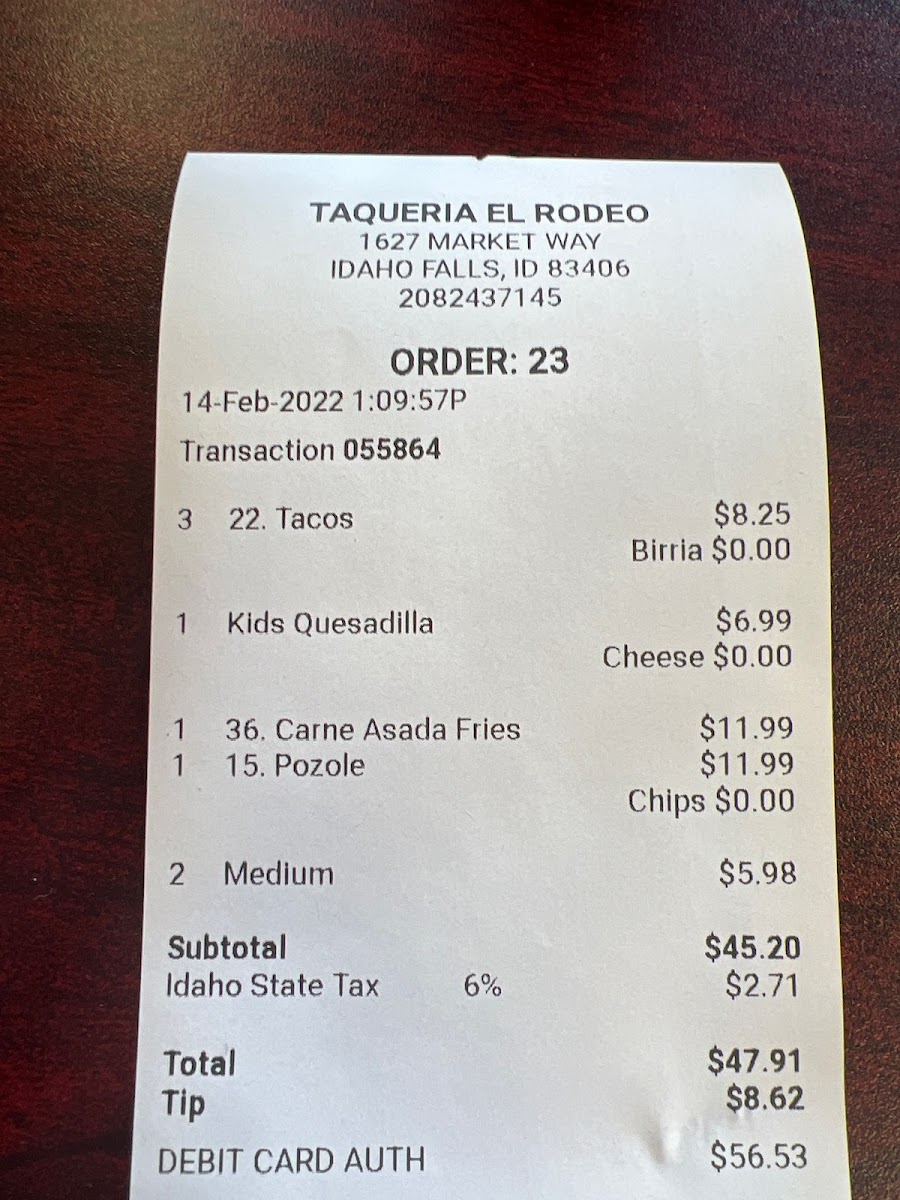 TAQUERIA EL RODEO
1627 MARKET WAY
IDAHO FALLS, ID 83406
2082437145
ORDER: 23
14-Feb-2022 1:09:57P
Transaction 055864
3 22. Tacos $8.25
Birria $0.00
1 Kids Quesadilla $6.99
Cheese $0.00
1 36. Carne Asada Fries $11.99
1 15. Pozole $11.99
Chips $0.00
2 Medium $5.98
Subtotal $45.20
Idaho State Tax 6% $2.71
Total $47.91
Tip $8.62
DEBIT CARD AUTH $56.53